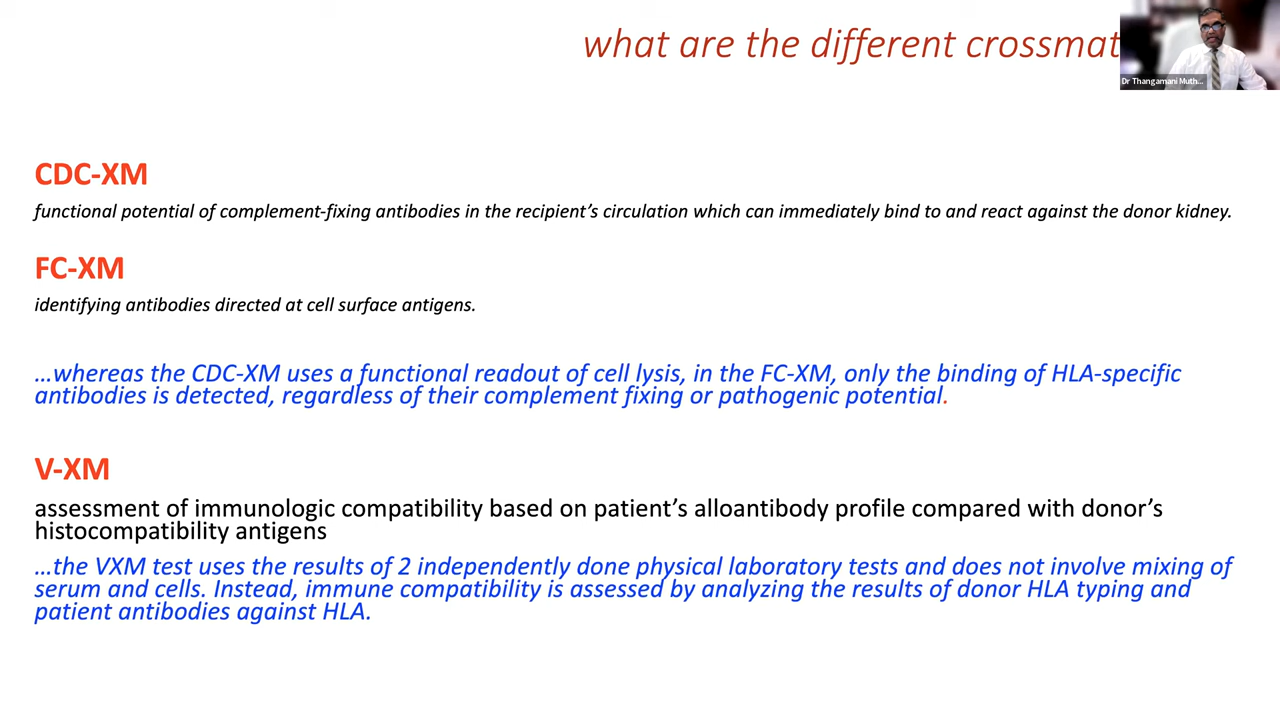 what are the different crossmat
Dr Thangamani Muth...
CDC-XM
functional potential of complement-fixing antibodies in the recipient's circulation which can immediately bind to and react against the donor kidney.
FC-XM
identifying antibodies directed at cell surface antigens.
...whereas the CDC-XM uses a functional readout of cell lysis, in the FC-XM, only the binding of HLA-specific
antibodies is detected, regardless of their complement fixing or pathogenic potential.
V-XM
assessment of immunologic compatibility based on patient's alloantibody profile compared with donor's
histocompatibility antigens
...the VXM test uses the results of 2 independently done physical laboratory tests and does not involve mixing of
serum and cells. Instead, immune compatibility is assessed by analyzing the results of donor HLA typing and
patient antibodies against HLA.